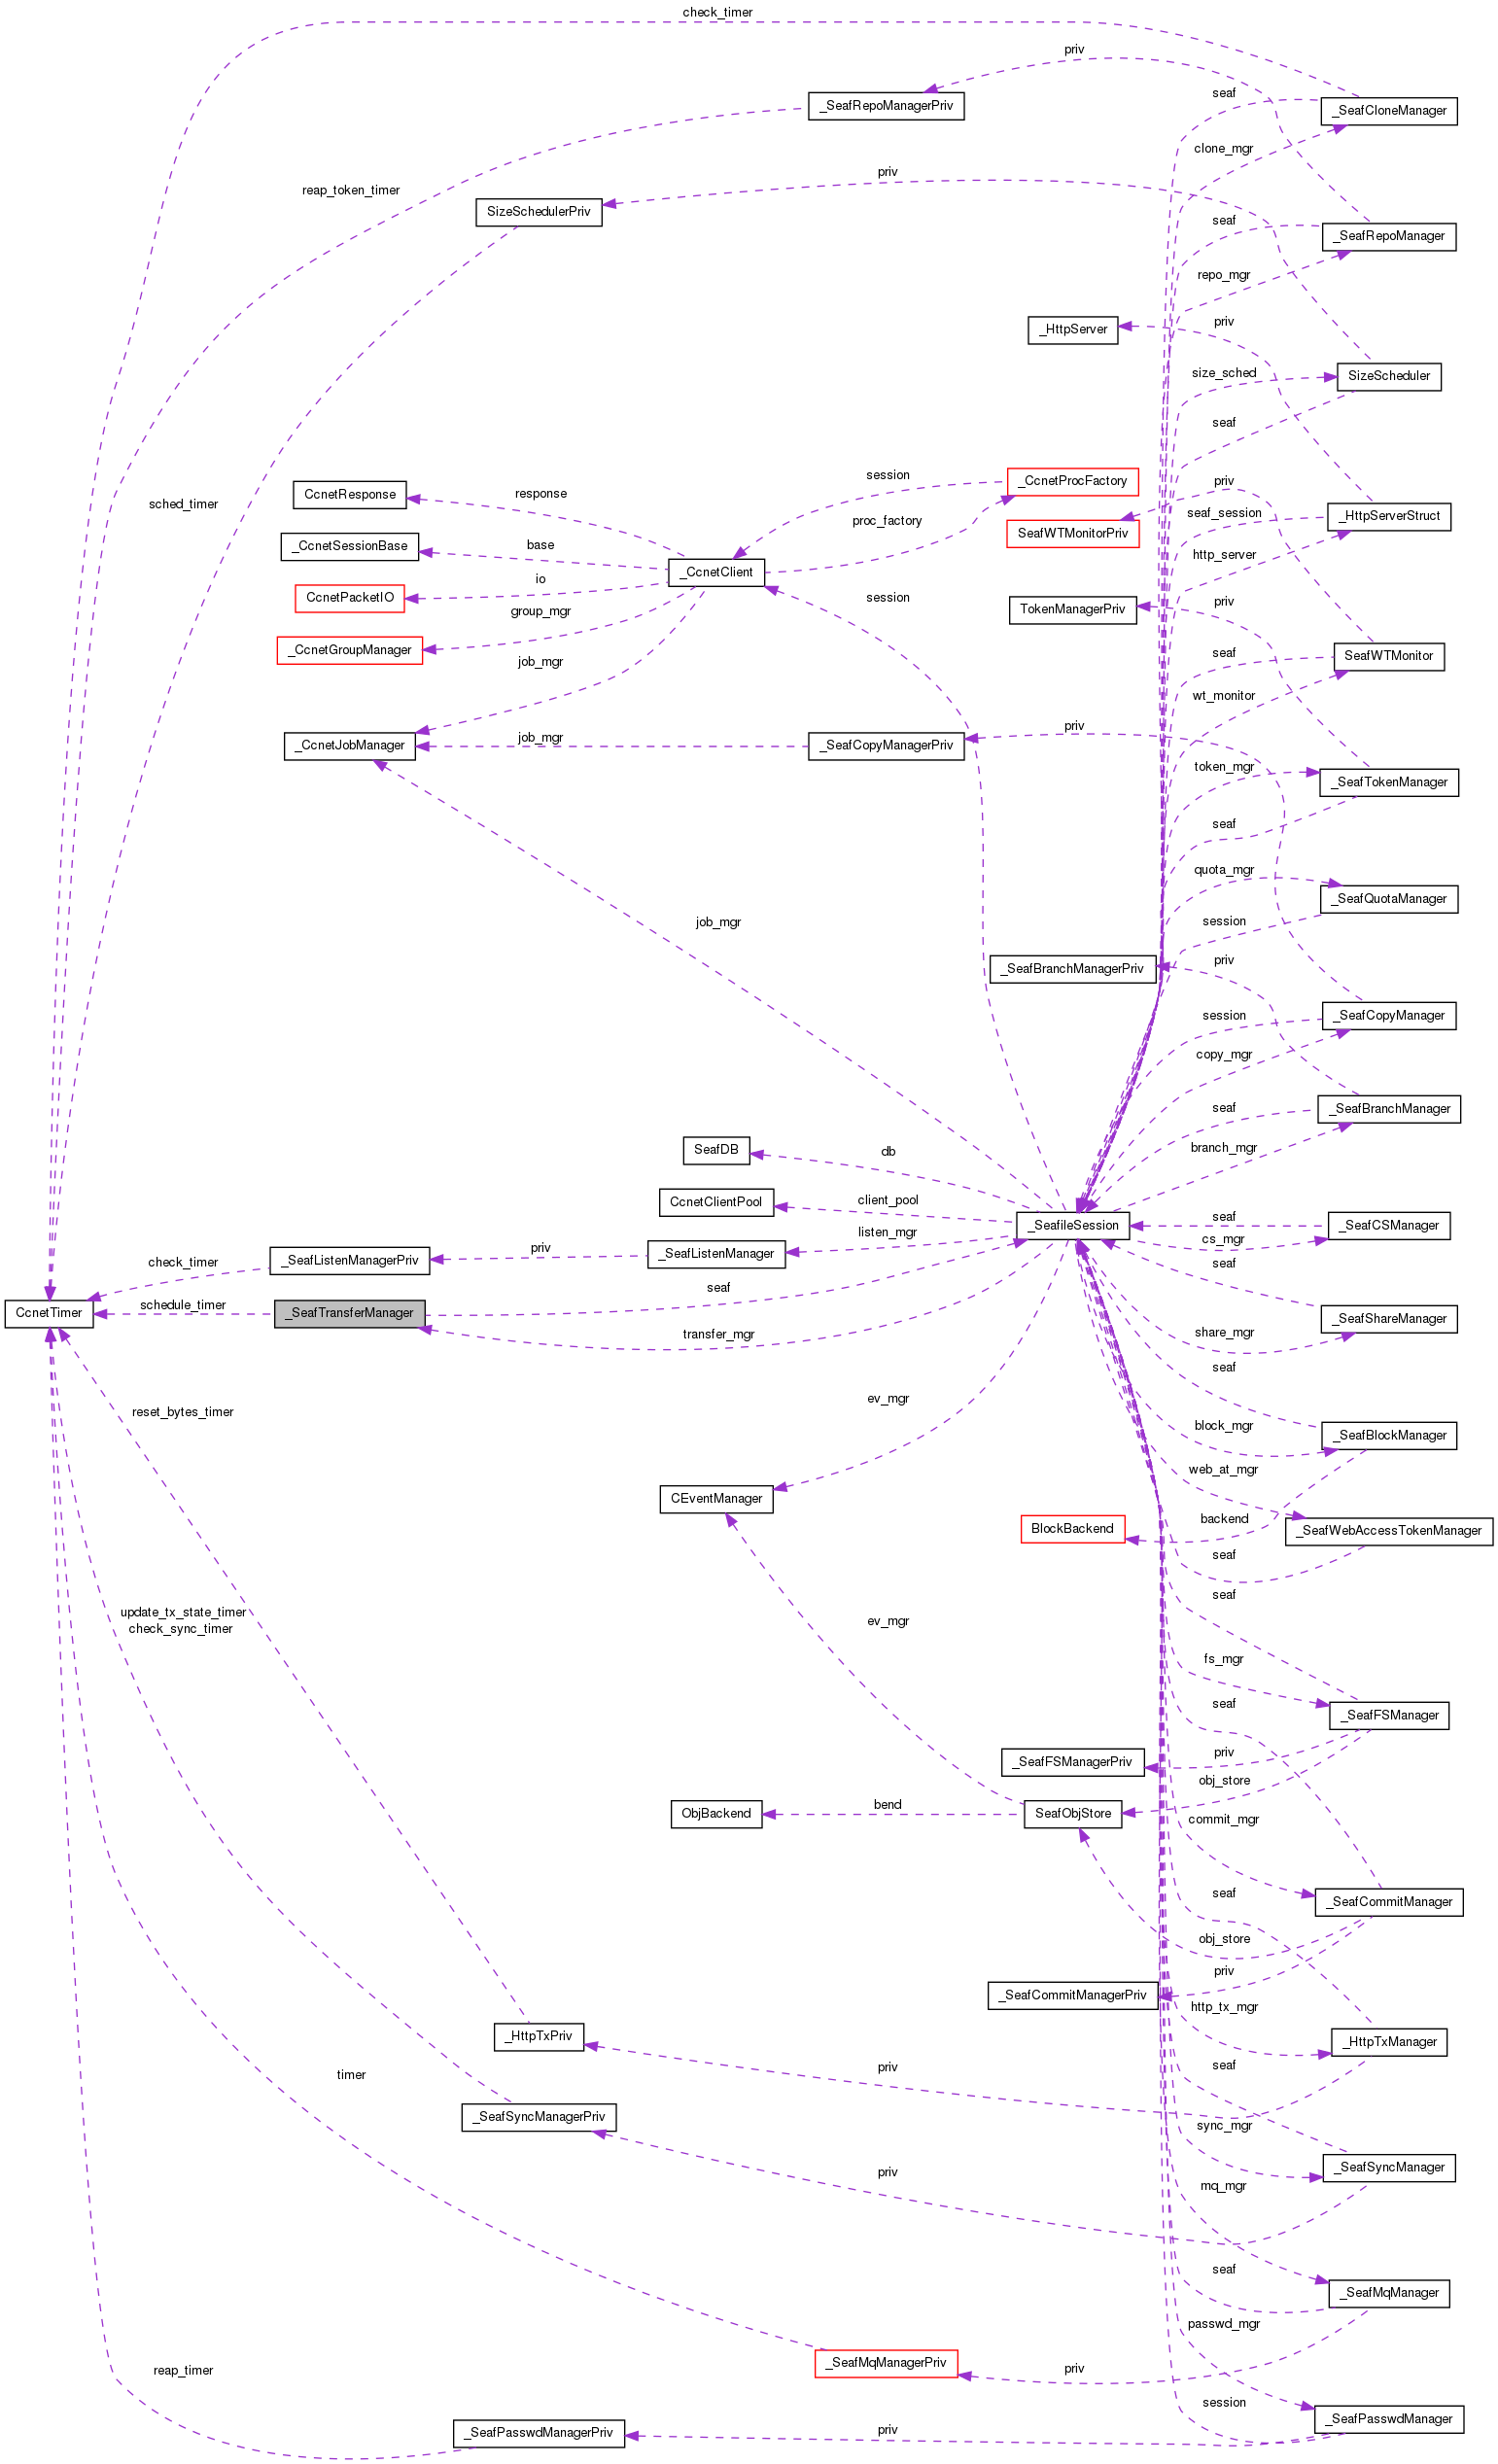 check_timer
priv
_SeafRepoManagerPriv
seaf
_SeafCloneManager
clone_mgr
reap_token_timer
priv
SizeSchedulerPriv
seaf
_SeafRepoManager
repo_mgr
_HttpServer
priv
size_sched
SizeScheduler
seaf
sched_timer
CcnetResponse
response
session
_CcnetProcFactory
priv
proc_factory
SeafWTMonitorPriv
seaf_session
_HttpServerStruct
_CcnetSessionBase
base
http_server
_CcnetClient
io
CcnetPacketIO
group_mgr
session
TokenManagerPriv
priv
_CcnetGroupManager
job_mgr
seaf
SeafWTMonitor
wt_monitor
_CcnetJobManager
job_mgr
_SeafCopyManagerPriv
priv
token_mgr
_SeafTokenManager
seaf
quota_mgr
_SeafQuotaManager
job_mgr
session
_SeafBranchManagerPriv
priv
session
_SeafCopyManager
copy_mgr
seaf
_SeafBranchManager
SeafDB
db
branch_mgr
CcnetClientPool
client_pool
_SeafileSession
seaf
_SeafCSManager
cs_mgr
listen_mgr
_SeafListenManager
priv
_SeafListenManagerPriv
check_timer
seaf
CcnetTimer
schedule_timer
_SeafTransferManager
seaf
_SeafShareManager
transfer_mgr
share_mgr
seaf
ev_mgr
reset_bytes_timer
block_mgr
_SeafBlockManager
web_at_mgr
CEventManager
BlockBackend
backend
_SeafWebAccessTokenManager
seaf
update_tx_state_timer
check_sync_timer
ev_mgr
seaf
fs_mgr
seaf
_SeafFSManager
_SeafFSManagerPriv
priv
obj_store
ObjBackend
bend
SeafObjStore
commit_mgr
seaf
_SeafCommitManager
obj_store
priv
_SeafCommitManagerPriv
http_tx_mgr
_HttpTxPriv
_HttpTxManager
timer
priv
seaf
_SeafSyncManagerPriv
sync_mgr
_SeafSyncManager
priv
mq_mgr
seaf
_SeafMqManager
passwd_mgr
reap_timer
_SeafMqManagerPriv
priv
session
_SeafPasswdManager
_SeafPasswdManagerPriv
priv